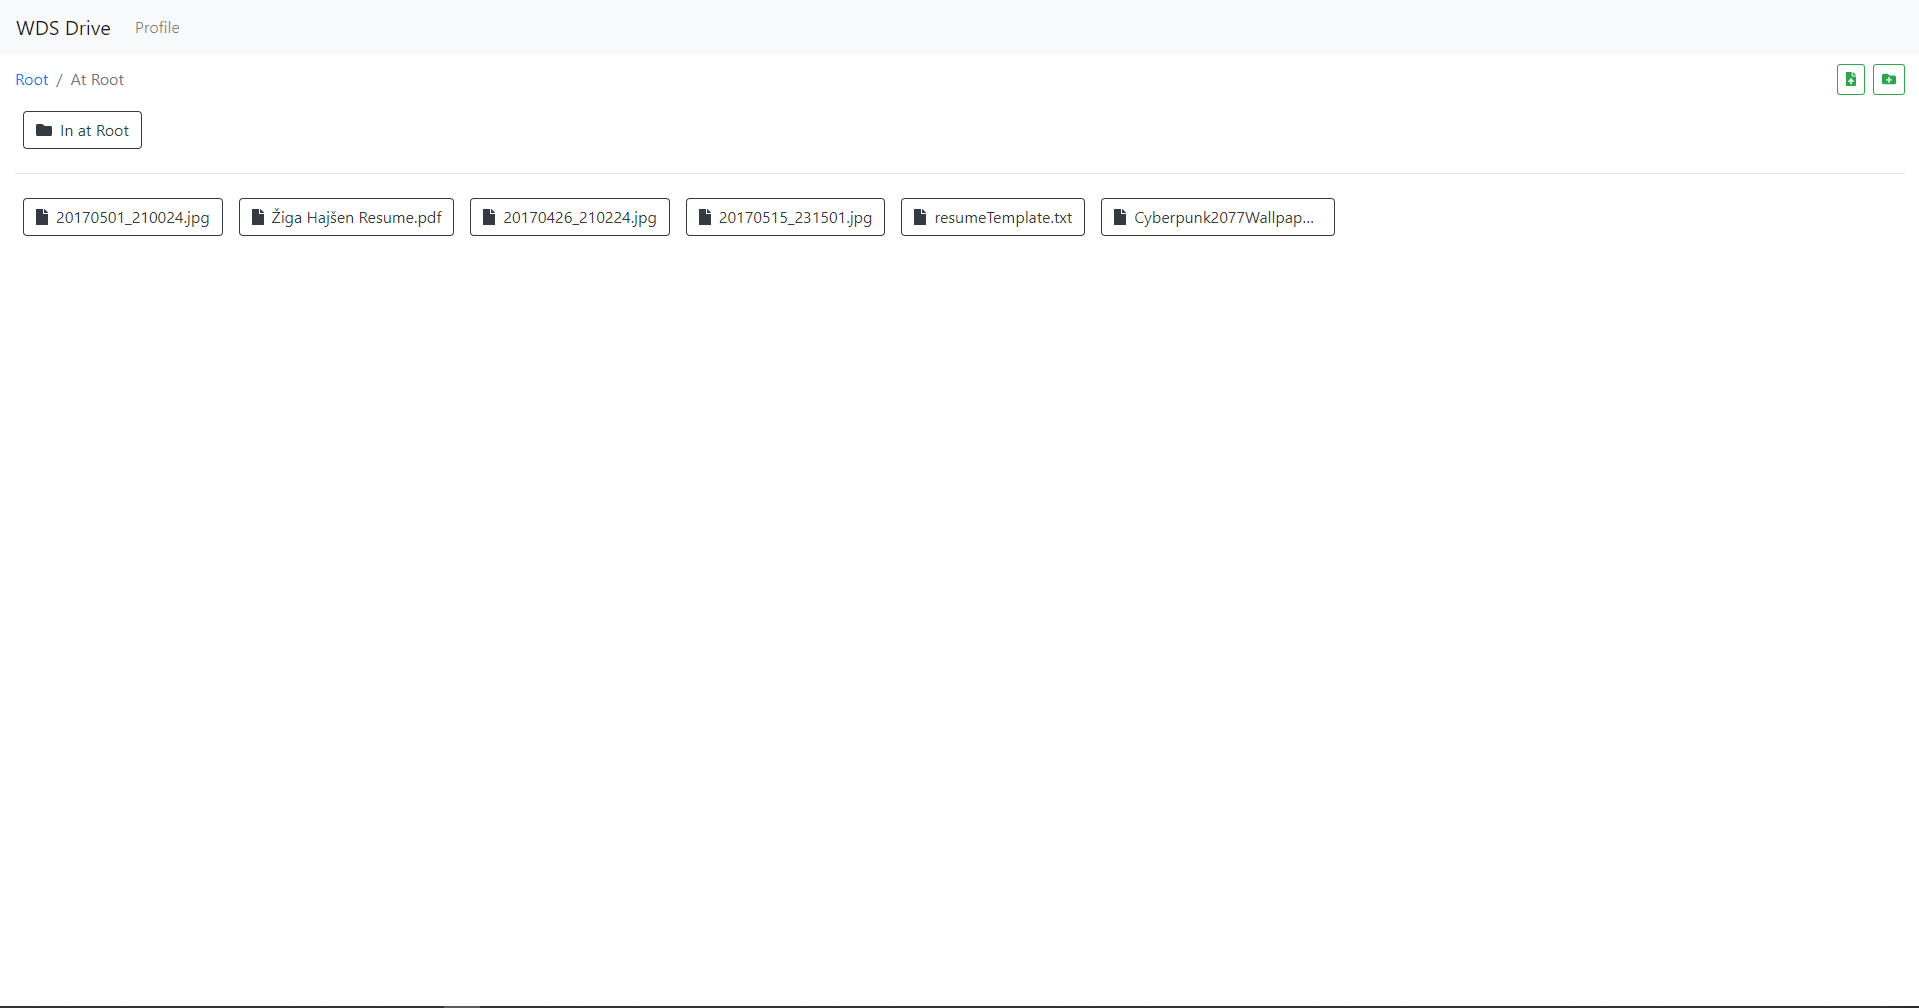 WDS Drive Profile
Root / At Root
In at Root
20170501_210024.jpg Žiga Hajšen Resume.pdf 20170426_210224.jpg 20170515_231501.jpg resumeTemplate.txt Cyberpunk2077Wallpap...